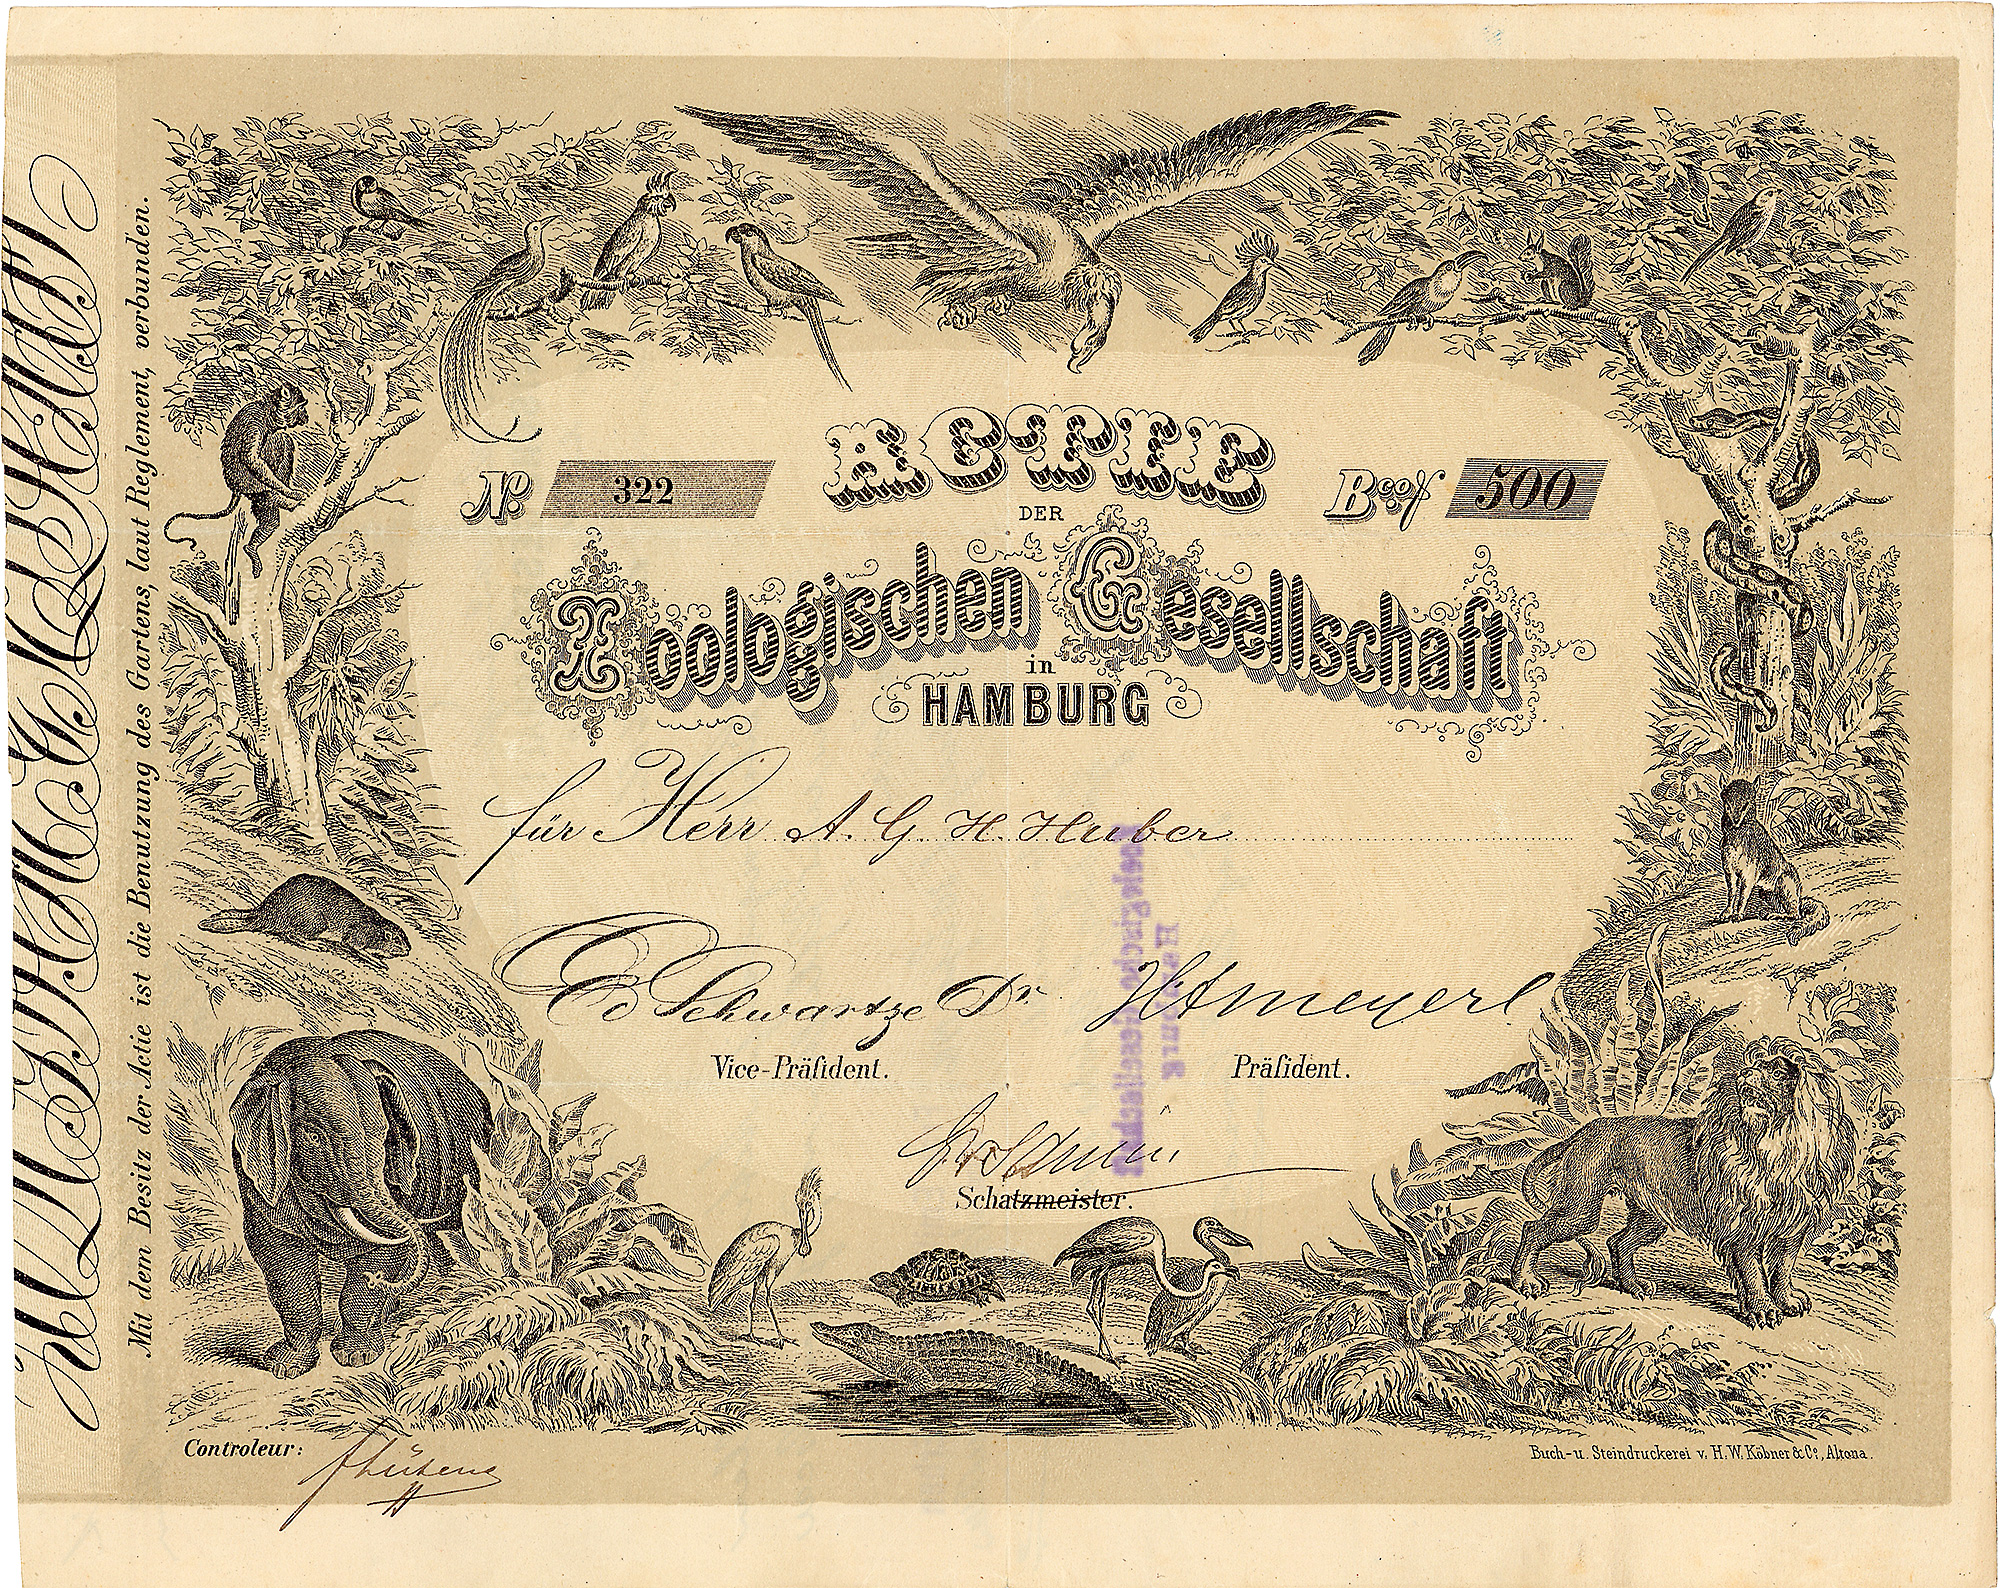 Mit dem Besitz der Actie ist die Benutzung des Gartens, laut Reglement, verbunden.
ACTIE
No 322
Bco 500
DER
Zoologischen Gesellschaft
in
HAMBURG
für Herr A. G. H. Huber
Ed Schwartze Dr. HAMeyer
Vice-Präſident. Präſident.
Schatzmeister.
Controleur:
Buch- u. Steindruckerei v. H. W. Köbner & Co., Altona.